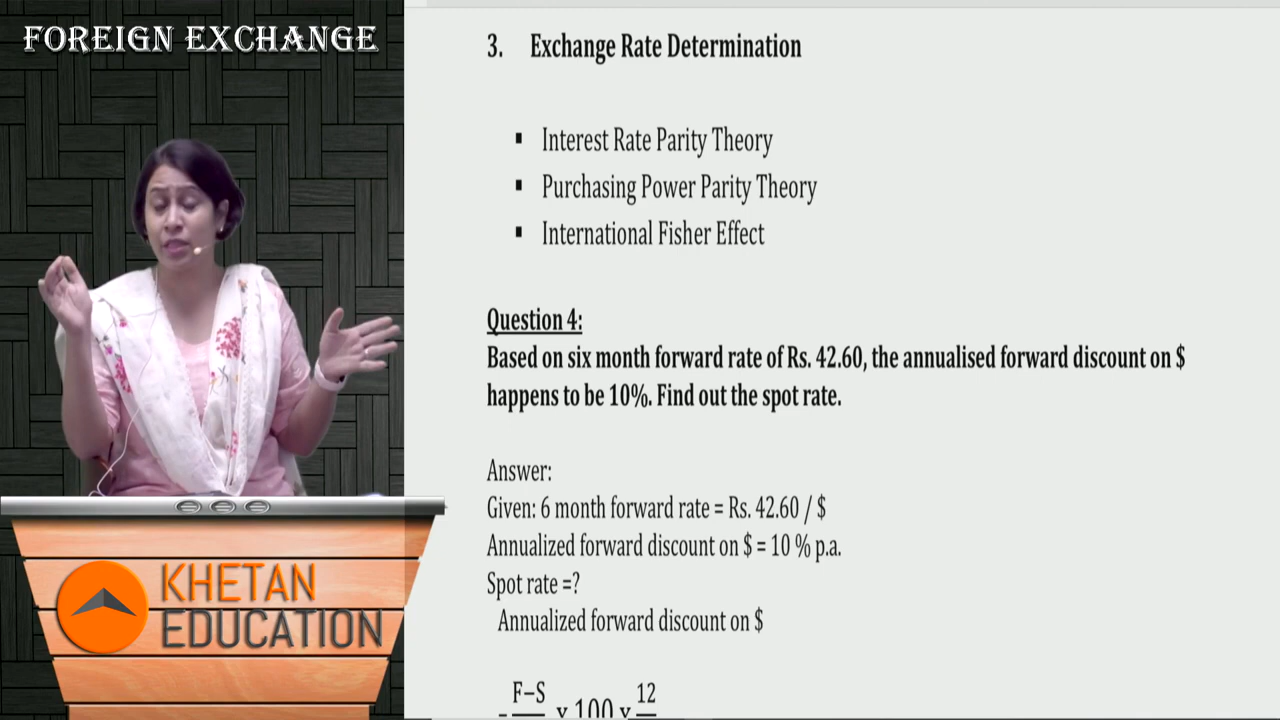 FOREIGN EXCHANGE
3. Exchange Rate Determination
▪ Interest Rate Parity Theory
▪ Purchasing Power Parity Theory
▪ International Fisher Effect
Question 4:
Based on six month forward rate of Rs. 42.60, the annualised forward discount on $
happens to be 10%. Find out the spot rate.
Answer:
Given: 6 month forward rate = Rs. 42.60 / $
Annualized forward discount on $ = 10 % p.a.
Spot rate =?
Annualized forward discount on $
F–S 12
= x 100 x
KHETAN
EDUCATION